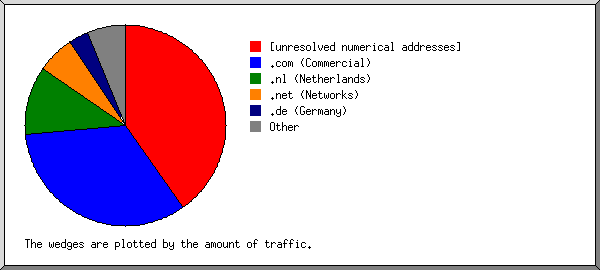 [unresolved numerical addresses]
.com (Commercial)
.nl (Netherlands)
.net (Networks)
.de (Germany)
Other
The wedges are plotted by the amount of traffic.